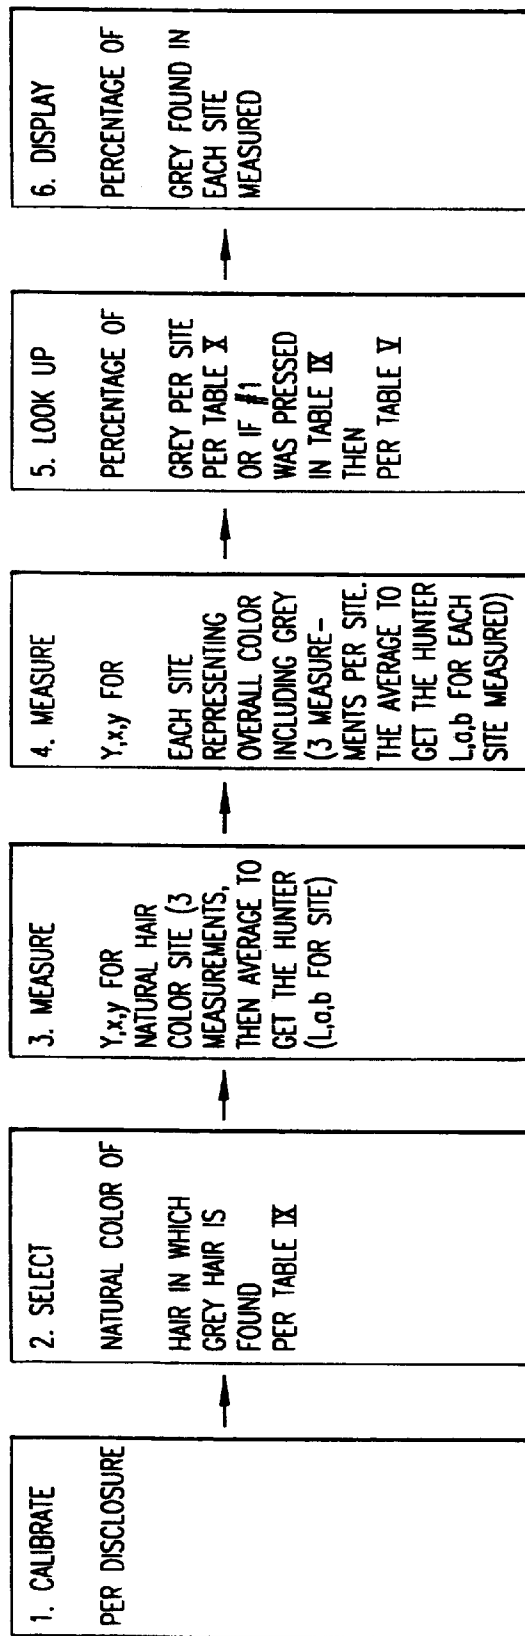 1. CALIBRATE
PER DISCLOSURE
2. SELECT
NATURAL COLOR OF
HAIR IN WHICH
GREY HAIR IS
FOUND
PER TABLE IX
3. MEASURE
Y,x,y FOR
NATURAL HAIR
COLOR SITE (3
MEASUREMENTS,
THEN AVERAGE TO
GET THE HUNTER
(L,a,b FOR SITE)
4. MEASURE
Y,x,y FOR
EACH SITE
REPRESENTING
OVERALL COLOR
INCLUDING GREY
(3 MEASURE-
MENTS PER SITE.
THE AVERAGE TO
GET THE HUNTER
L,a,b FOR EACH
SITE MEASURED)
5. LOOK UP
PERCENTAGE OF
GREY PER SITE
PER TABLE X
OR IF #1
WAS PRESSED
IN TABLE IX
THEN
PER TABLE V
6. DISPLAY
PERCENTAGE OF
GREY FOUND IN
EACH SITE
MEASURED